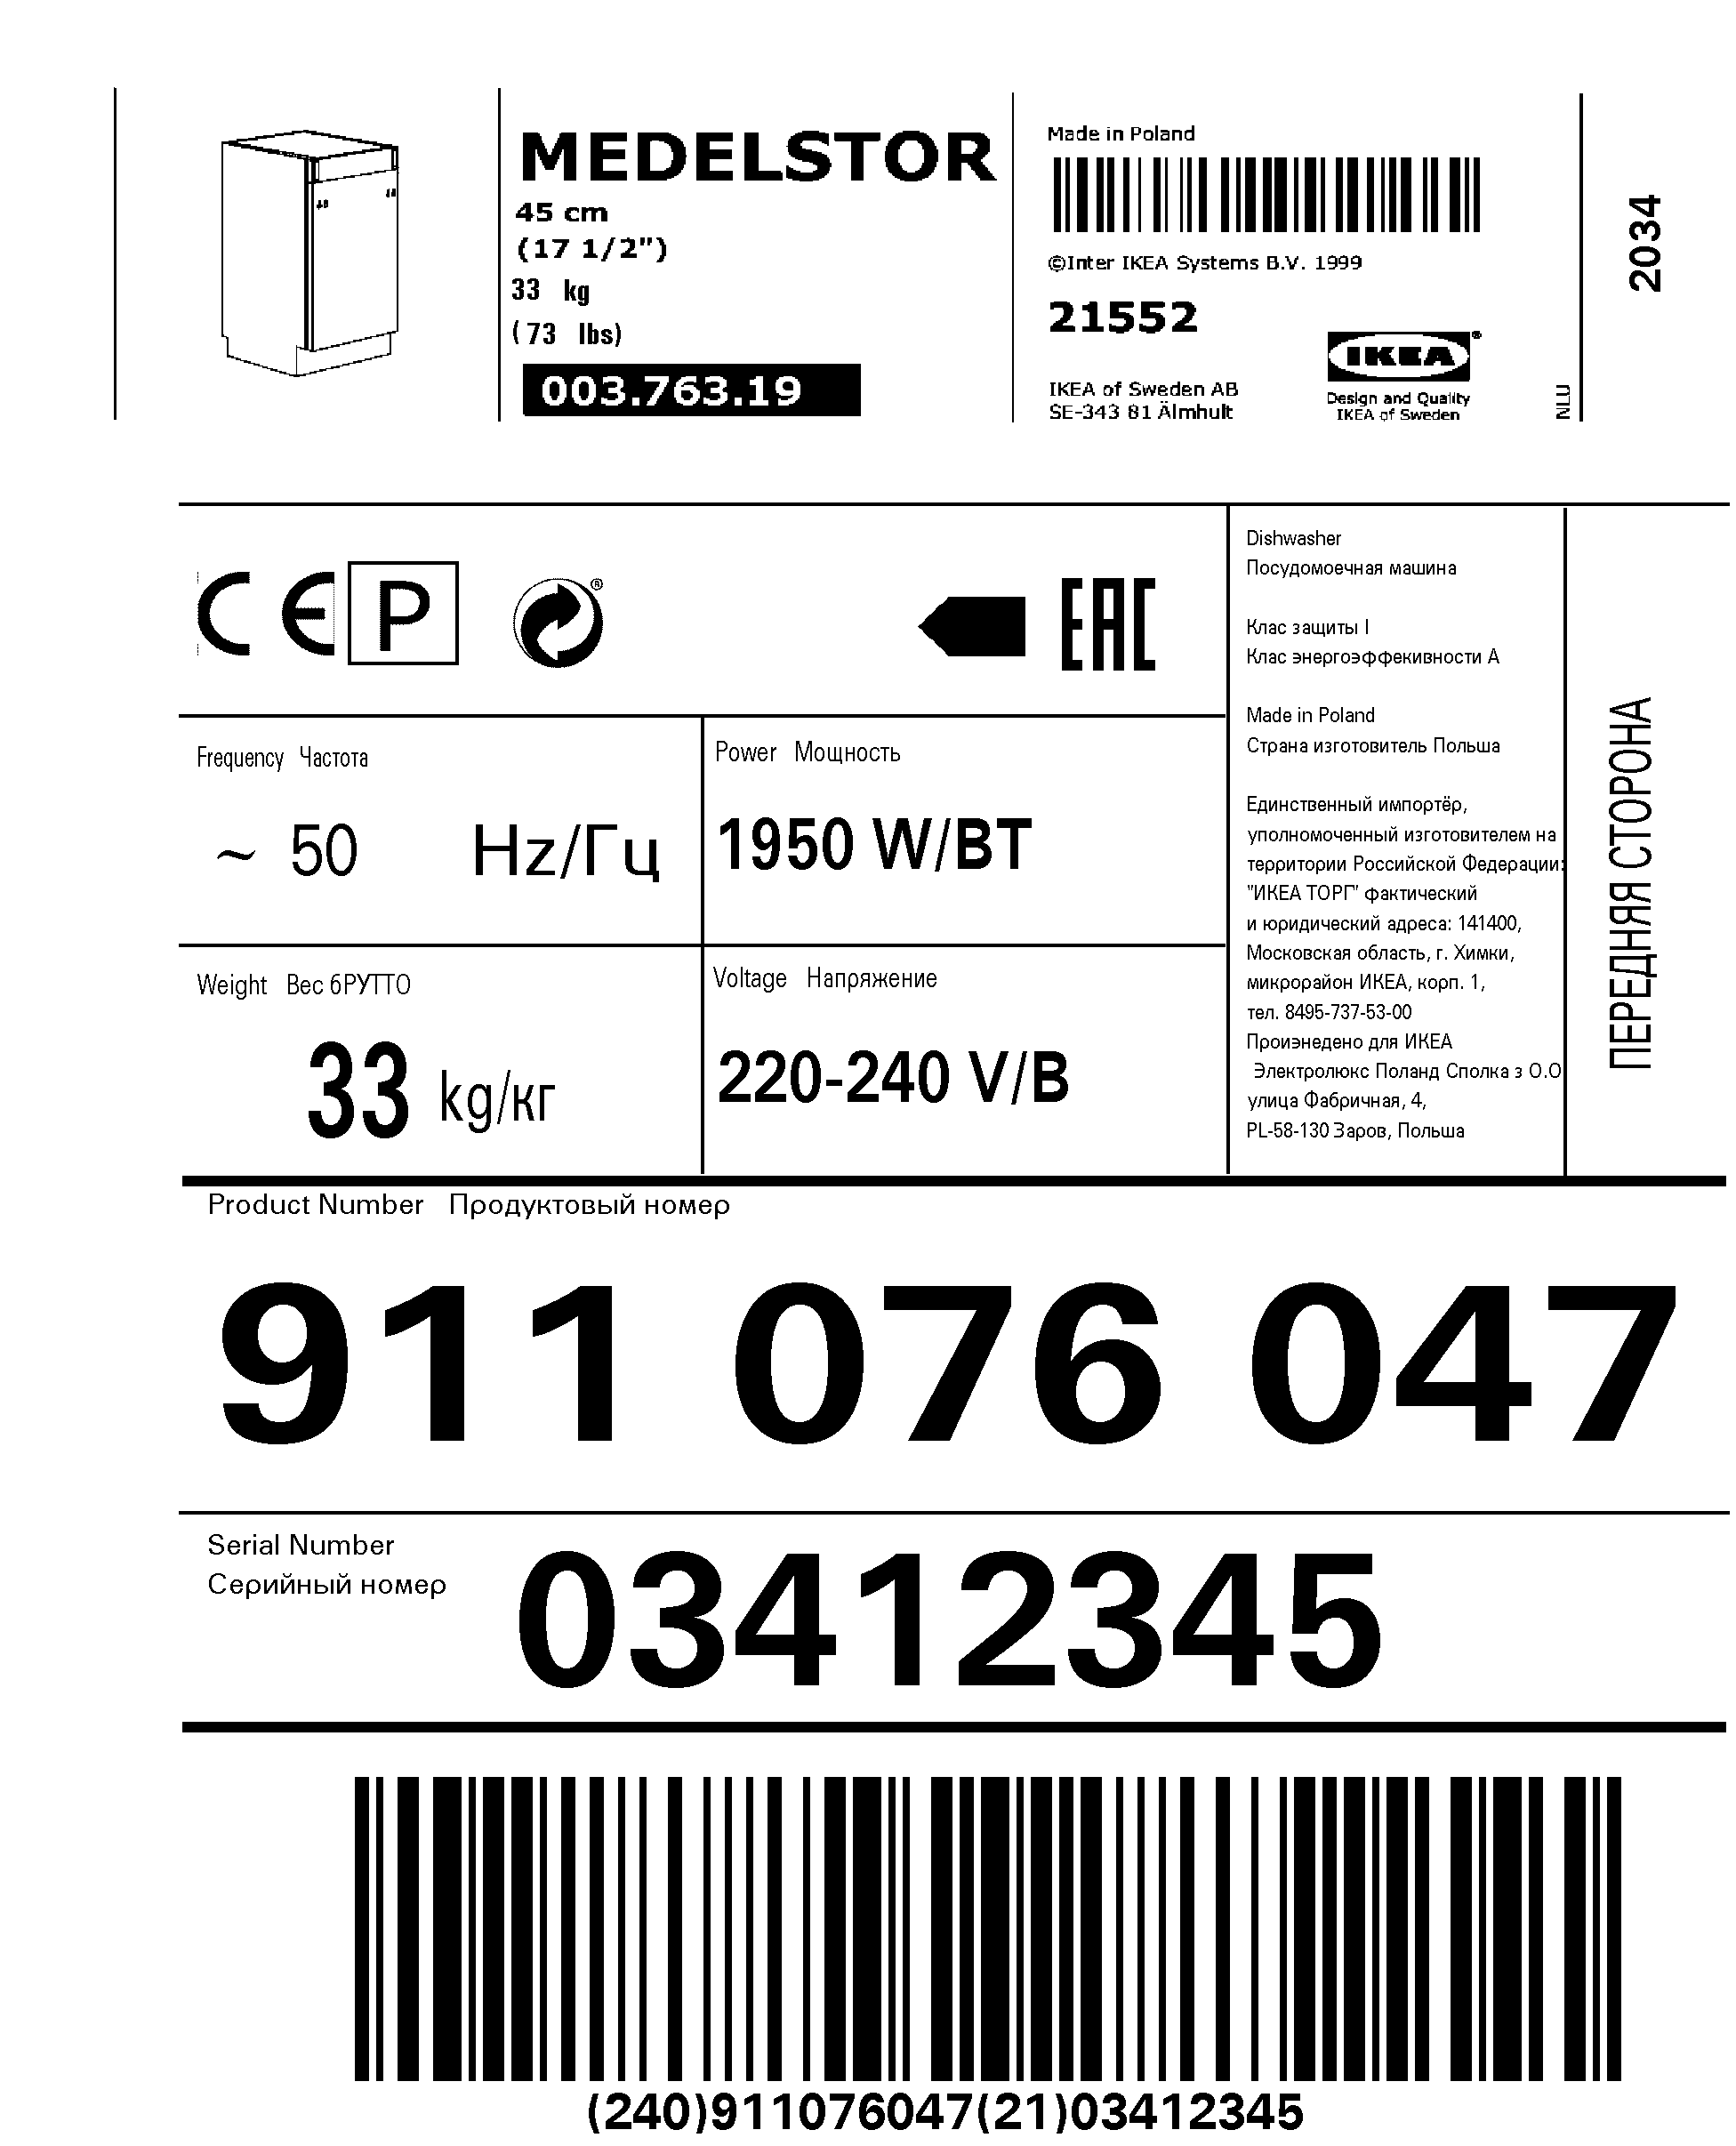 MEDELSTOR
45 cm
(17 1/2")
33 kg
(73 lbs)
003.763.19
Made in Poland
©Inter IKEA Systems B.V. 1999
21552
IKEA of Sweden AB
SE-343 81 Älmhult
IKEA®
Design and Quality
IKEA of Sweden
NLU
2034
CE P
®
EAC
Dishwasher
Посудомоечная машина
Клас защиты I
Клас энергоэффекивности А
Made in Poland
Страна изготовитель Польша
Единственный импортёр,
уполномоченный изготовителем на
территории Российской Федерации:
"ИКЕА ТОРГ" фактический
и юридический адреса: 141400,
Московская область, г. Химки,
микрорайон ИКЕА, корп. 1,
тел. 8495-737-53-00
Произнедено для ИКЕА
Электролюкс Поланд Сполка з О.О
улица Фабричная, 4,
PL-58-130 Заров, Польша
ПЕРЕДНЯЯ СТОРОНА
Frequency Частота
~ 50 Hz/Гц
Power Мощность
1950 W/ВТ
Weight Вес бРУТТО
33 kg/кг
Voltage Напряжение
220-240 V/В
Product Number Продуктовый номер
911 076 047
Serial Number
Серийный номер
03412345
(240)911076047(21)03412345